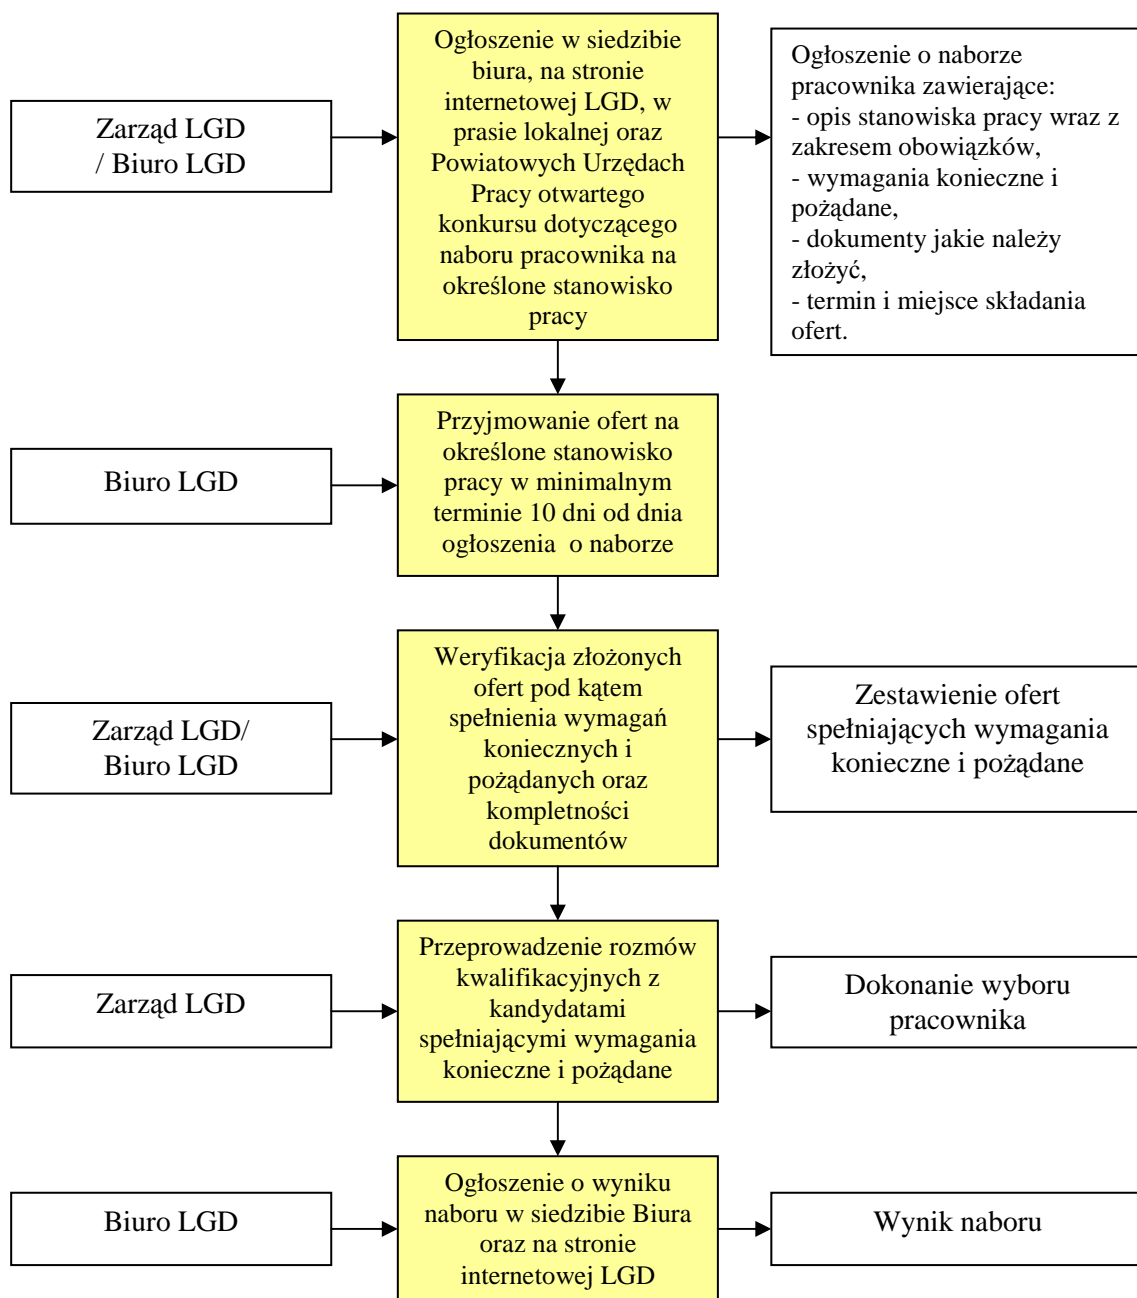 Zarząd LGD
/ Biuro LGD
Ogłoszenie w siedzibie
biura, na stronie
internetowej LGD, w
prasie lokalnej oraz
Powiatowych Urzędach
Pracy otwartego
konkursu dotyczącego
naboru pracownika na
określone stanowisko
pracy
Ogłoszenie o naborze
pracownika zawierające:
- opis stanowiska pracy wraz z
zakresem obowiązków,
- wymagania konieczne i
pożądane,
- dokumenty jakie należy
złożyć,
- termin i miejsce składania
ofert.
Biuro LGD
Przyjmowanie ofert na
określone stanowisko
pracy w minimalnym
terminie 10 dni od dnia
ogłoszenia o naborze
Zarząd LGD/
Biuro LGD
Weryfikacja złożonych
ofert pod kątem
spełnienia wymagań
koniecznych i
pożądanych oraz
kompletności
dokumentów
Zestawienie ofert
spełniających wymagania
konieczne i pożądane
Zarząd LGD
Przeprowadzenie rozmów
kwalifikacyjnych z
kandydatami
spełniającymi wymagania
konieczne i pożądane
Dokonanie wyboru
pracownika
Biuro LGD
Ogłoszenie o wyniku
naboru w siedzibie Biura
oraz na stronie
internetowej LGD
Wynik naboru